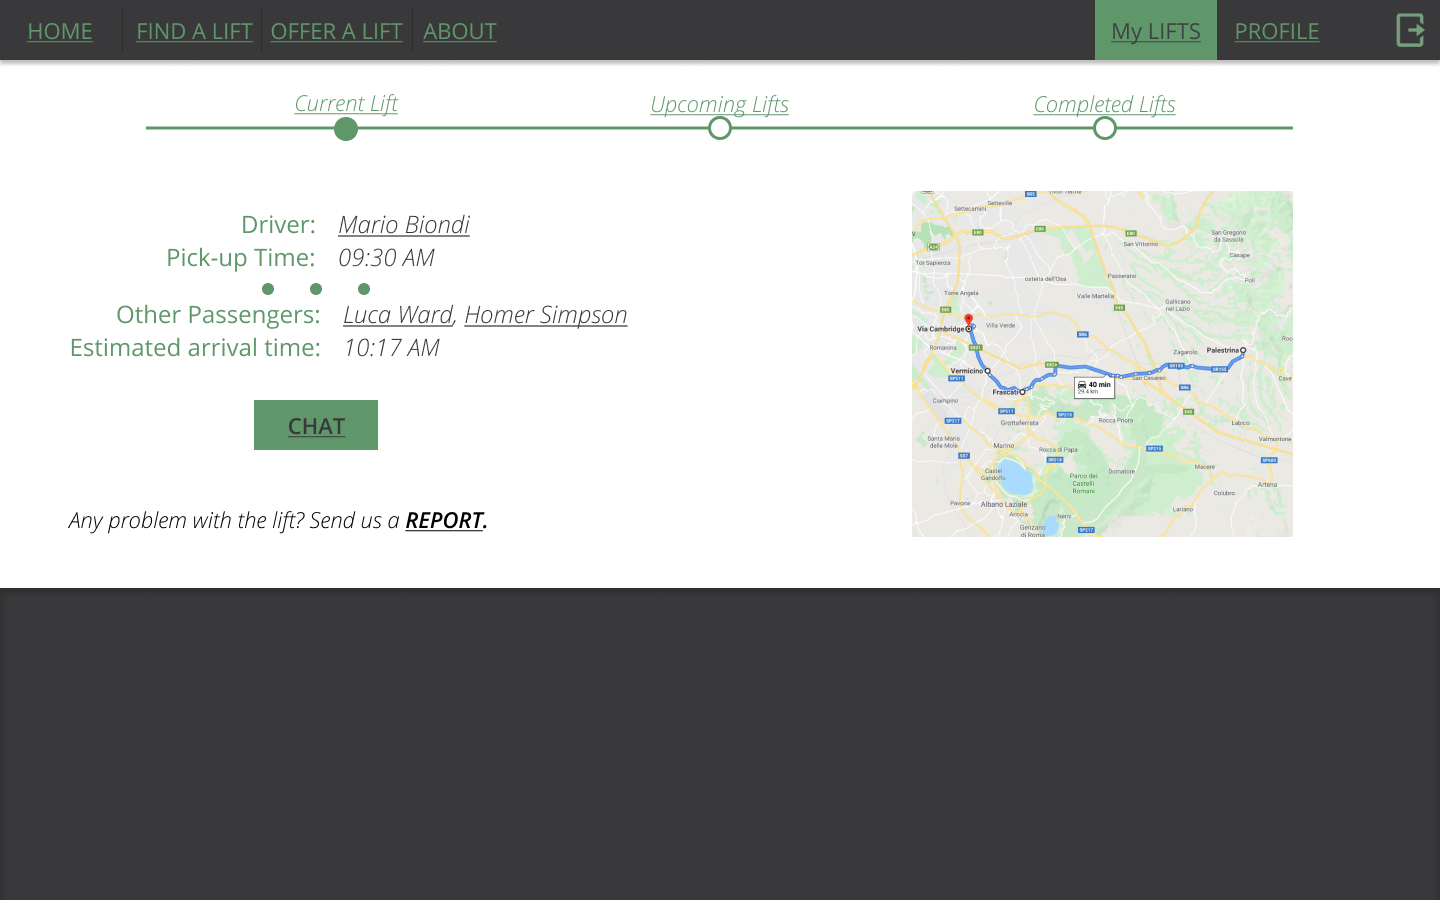 HOME FIND A LIFT OFFER A LIFT ABOUT My LIFTS PROFILE
Current Lift Upcoming Lifts Completed Lifts
Driver: Mario Biondi
Pick-up Time: 09:30 AM
Other Passengers: Luca Ward, Homer Simpson
Estimated arrival time: 10:17 AM
CHAT
Any problem with the lift? Send us a REPORT.
Setteville
Settecamini
San Gregorio
da Sassola
San Vittorino
Casape
Tor Sapienza
Passerano
osteria dell'Osa
Poli
Torre Angela
Valle Martella
Gallicano
nel Lazio
Via Cambridge
Villa Verde
Romanina
Zagarolo
Palestrina
Vermicino
San Cesareo
40 min
29.4 km
Frascati
Ciampino
Grottaferrata
Rocca Priora
Labico
Santa Maria
delle Mole
Marino
Valmontone
Rocca di Papa
Castel
Gandolfo
Doganatore
Macere
Parco dei
Castelli
Romani
Artena
Colubro
Pavona
Albano Laziale
Ariccia
Nemi
Lariano
Genzano
di Roma